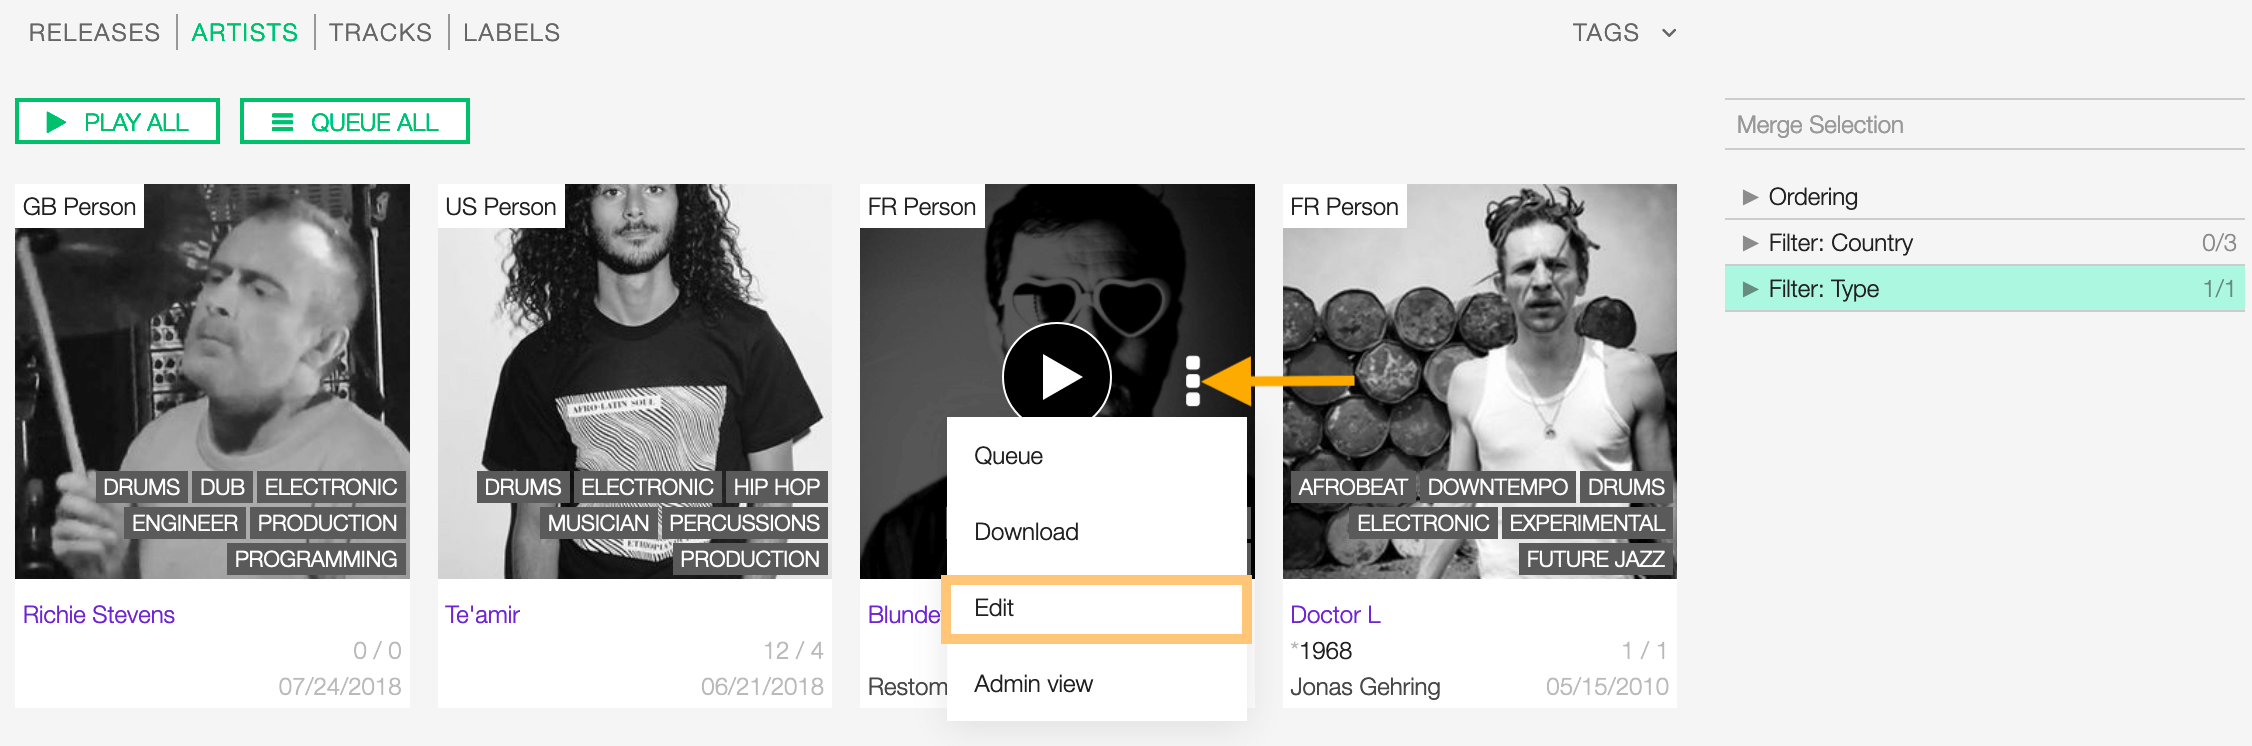 RELEASES ARTISTS TRACKS LABELS TAGS
PLAY ALL QUEUE ALL
Merge Selection
Ordering
Filter: Country 0/3
Filter: Type 1/1
GB Person
DRUMS DUB ELECTRONIC
ENGINEER PRODUCTION
PROGRAMMING
Richie Stevens
0 / 0
07/24/2018
US Person
AFRO-LATIN SOUL
DRUMS ELECTRONIC HIP HOP
MUSICIAN PERCUSSIONS
PRODUCTION
Te'amir
12 / 4
06/21/2018
FR Person
Queue
Download
Edit
Admin view
FR Person
AFROBEAT DOWNTEMPO DRUMS
ELECTRONIC EXPERIMENTAL
FUTURE JAZZ
Doctor L
*1968 1 / 1
Jonas Gehring 05/15/2010